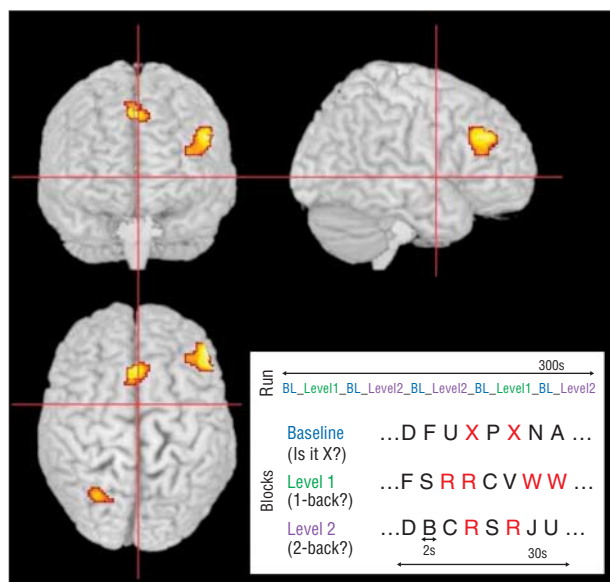 300s
Run
BL_Level1_BL_Level2_BL_Level2_BL_Level1_BL_Level2
Blocks
Baseline ...D F U X P X N A ...
(Is it X?)
Level 1 ...F S R R C V W W ...
(1-back?)
Level 2 ...D B C R S R J U ...
(2-back?)
2s
30s